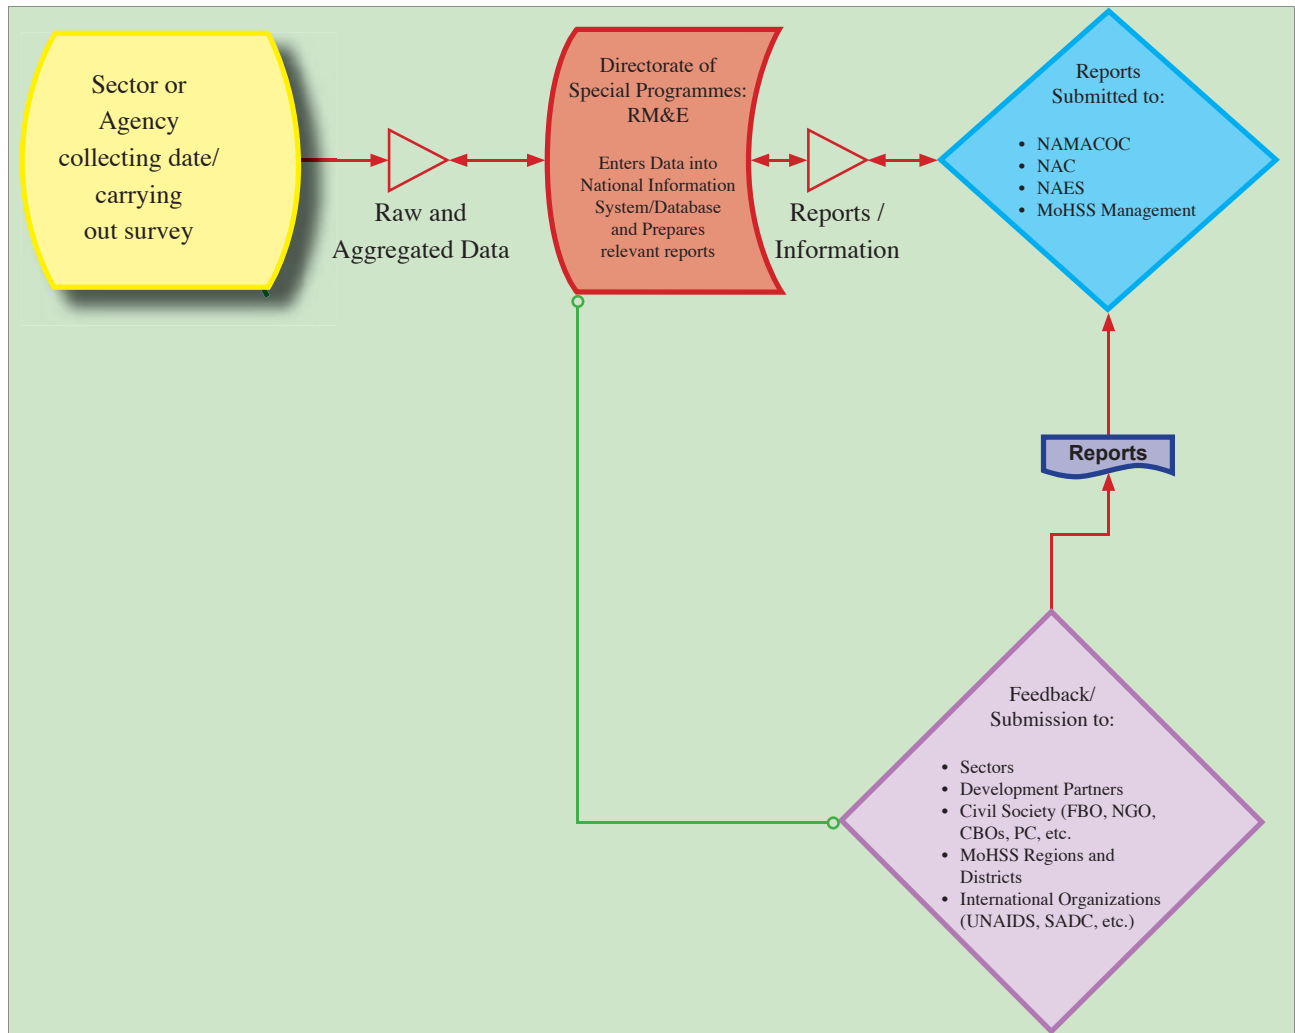 Sector or
Agency
collecting date/
carrying
out survey
Raw and
Aggregated Data
Directorate of
Special Programmes:
RM&E
Enters Data into
National Information
System/Database
and Prepares
relevant reports
Reports /
Information
Reports
Submitted to:
• NAMACOC
• NAC
• NAES
• MoHSS Management
Reports
Feedback/
Submission to:
• Sectors
• Development Partners
• Civil Society (FBO, NGO,
CBOs, PC, etc.
• MoHSS Regions and
Districts
• International Organizations
(UNAIDS, SADC, etc.)